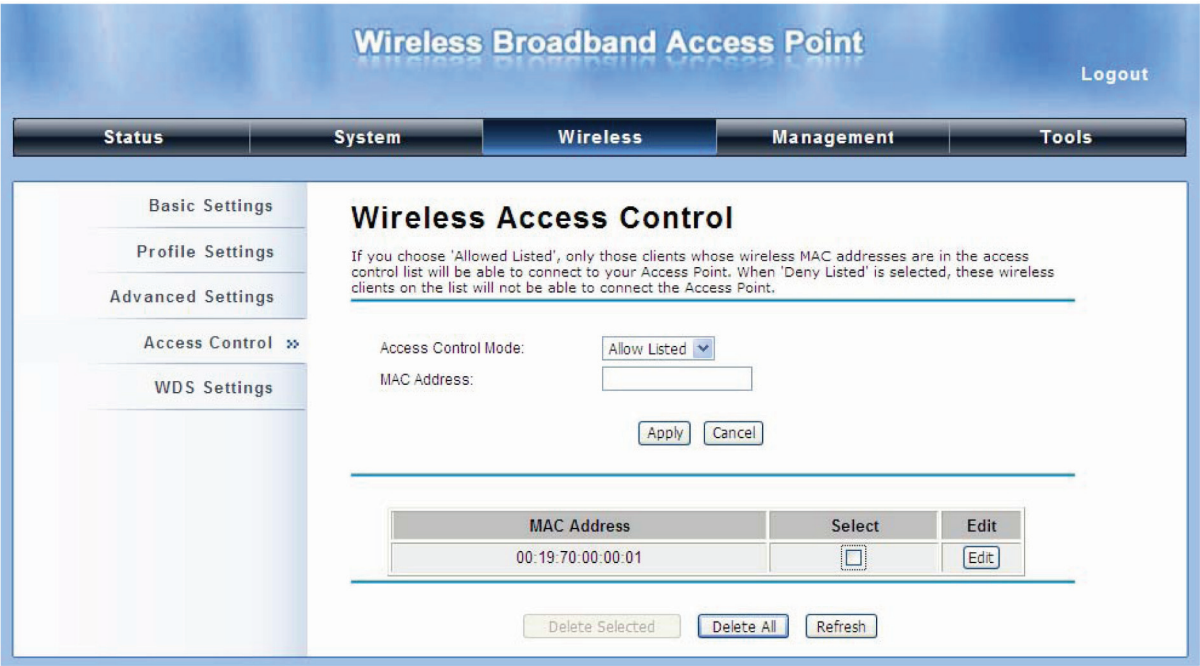 Wireless Broadband Access Point
Logout
Status System Wireless Management Tools
Basic Settings
Profile Settings
Advanced Settings
Access Control »
WDS Settings
Wireless Access Control
If you choose 'Allowed Listed', only those clients whose wireless MAC addresses are in the access
control list will be able to connect to your Access Point. When 'Deny Listed' is selected, these wireless
clients on the list will not be able to connect the Access Point.
Access Control Mode: Allow Listed
MAC Address:
Apply Cancel
MAC Address Select Edit
00:19:70:00:00:01 Edit
Delete Selected Delete All Refresh